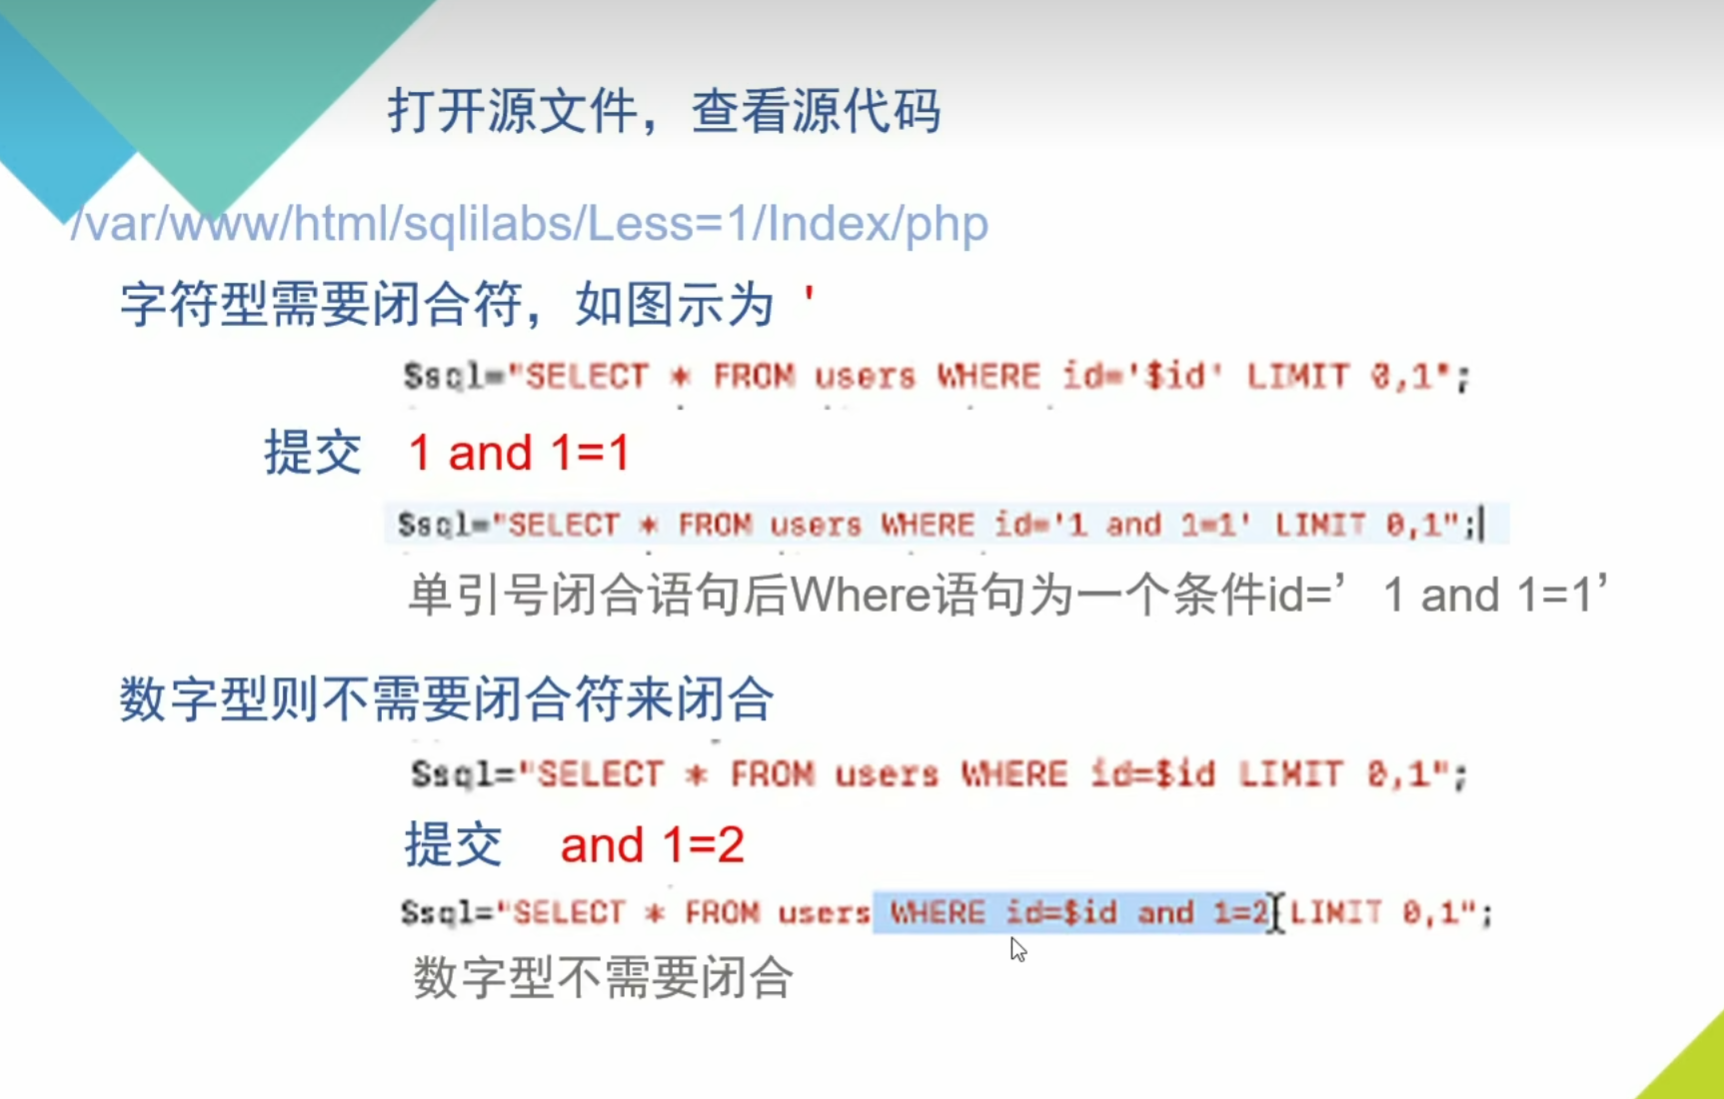 打开源文件，查看源代码
/var/www/html/sqlilabs/Less=1/Index/php
字符型需要闭合符，如图示为 '
$sql="SELECT * FROM users WHERE id='$id' LIMIT 0,1";
提交 1 and 1=1
$sql="SELECT * FROM users WHERE id='1 and 1=1' LIMIT 0,1";
单引号闭合语句后Where语句为一个条件id=’ 1 and 1=1’
数字型则不需要闭合符来闭合
$sql="SELECT * FROM users WHERE id=$id LIMIT 0,1";
提交 and 1=2
$sql="SELECT * FROM users WHERE id=$id and 1=2 LIMIT 0,1";
数字型不需要闭合